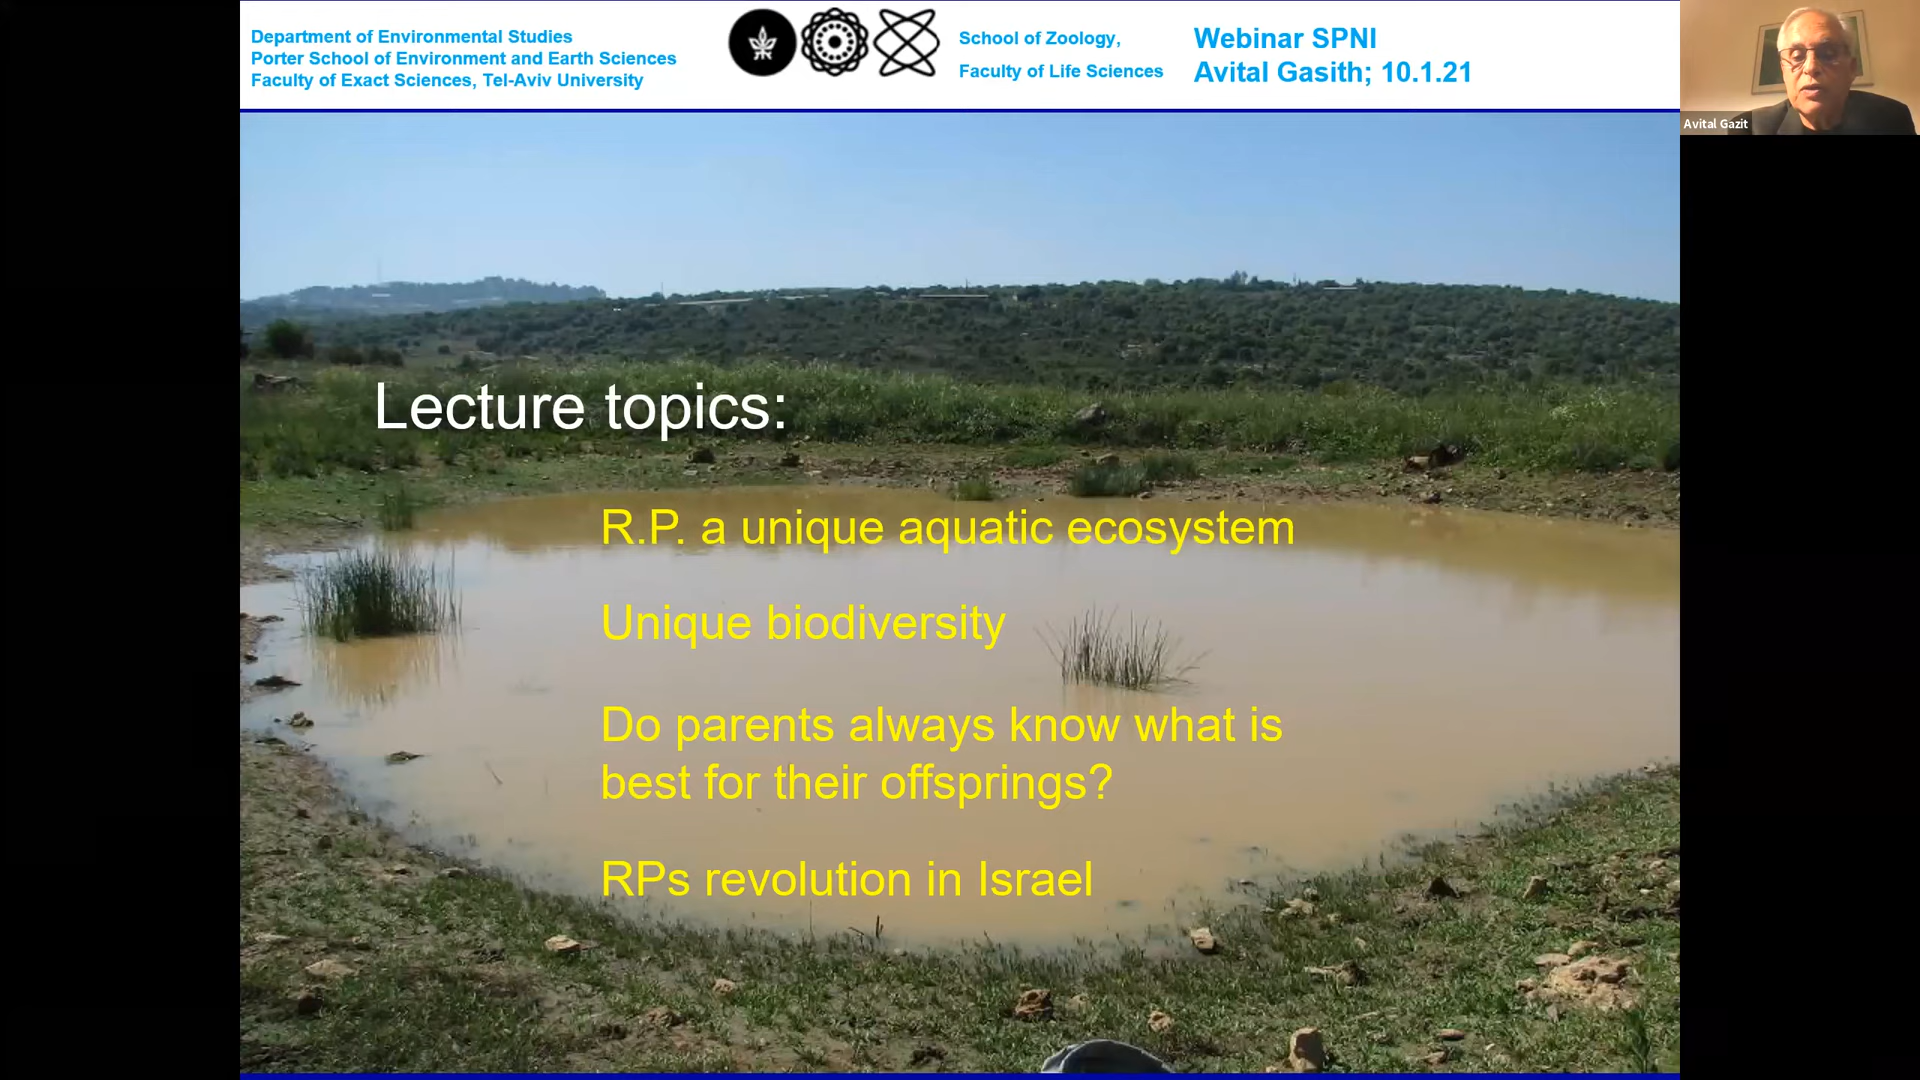 Department of Environmental Studies
Porter School of Environment and Earth Sciences
Faculty of Exact Sciences, Tel-Aviv University
School of Zoology,
Faculty of Life Sciences
Webinar SPNI
Avital Gasith; 10.1.21
Avital Gazit
Lecture topics:
R.P. a unique aquatic ecosystem
Unique biodiversity
Do parents always know what is
best for their offsprings?
RPs revolution in Israel